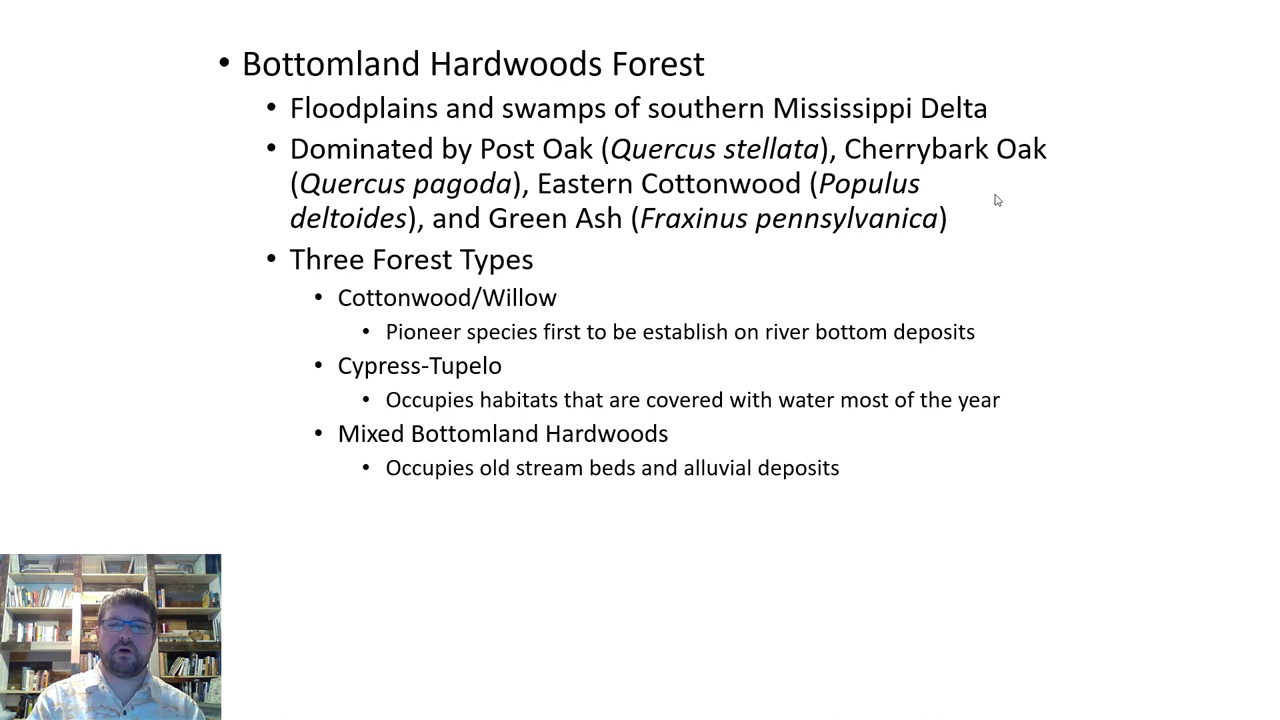 • Bottomland Hardwoods Forest
• Floodplains and swamps of southern Mississippi Delta
• Dominated by Post Oak (Quercus stellata), Cherrybark Oak
(Quercus pagoda), Eastern Cottonwood (Populus
deltoides), and Green Ash (Fraxinus pennsylvanica)
• Three Forest Types
• Cottonwood/Willow
• Pioneer species first to be establish on river bottom deposits
• Cypress-Tupelo
• Occupies habitats that are covered with water most of the year
• Mixed Bottomland Hardwoods
• Occupies old stream beds and alluvial deposits